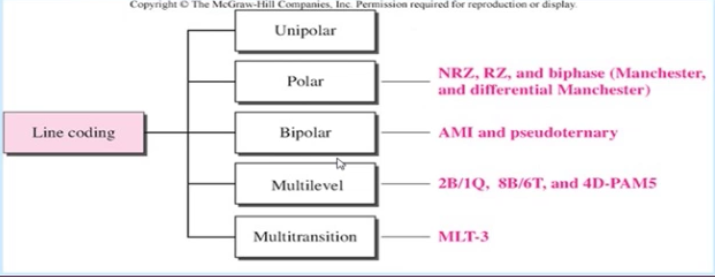 Copyright © The McGraw-Hill Companies, Inc. Permission required for reproduction or display.
Unipolar
Polar
NRZ, RZ, and biphase (Manchester,
and differential Manchester)
Line coding
Bipolar
AMI and pseudoternary
Multilevel
2B/1Q, 8B/6T, and 4D-PAM5
Multitransition
MLT-3